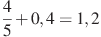 4/5 + 0,4 = 1,2